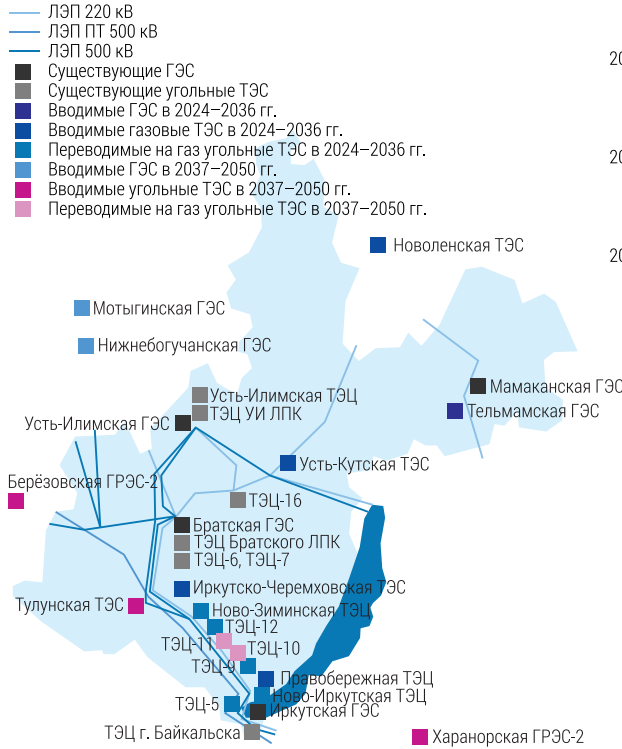 ЛЭП 220 кВ
ЛЭП ПТ 500 кВ
ЛЭП 500 кВ
Существующие ГЭС
Существующие угольные ТЭС
Вводимые ГЭС в 2024–2036 гг.
Вводимые газовые ТЭС в 2024–2036 гг.
Переводимые на газ угольные ТЭС в 2024–2036 гг.
Вводимые ГЭС в 2037–2050 гг.
Вводимые угольные ТЭС в 2037–2050 гг.
Переводимые на газ угольные ТЭС в 2037–2050 гг.
20
20
20
Новоленская ТЭС
Мотыгинская ГЭС
Нижнебогучанская ГЭС
Мамаканская ГЭС
Тельмамская ГЭС
Усть-Илимская ТЭЦ
ТЭЦ УИ ЛПК
Усть-Илимская ГЭС
Усть-Кутская ТЭС
Берёзовская ГРЭС-2
ТЭЦ-16
Братская ГЭС
ТЭЦ Братского ЛПК
ТЭЦ-6, ТЭЦ-7
Иркутско-Черемховская ТЭС
Тулунская ТЭС
Ново-Зиминская ТЭЦ
ТЭЦ-12
ТЭЦ-11
ТЭЦ-10
ТЭЦ-9
Правобережная ТЭЦ
Ново-Иркутская ТЭЦ
ТЭЦ-5
Иркутская ГЭС
ТЭЦ г. Байкальска
Харанорская ГРЭС-2